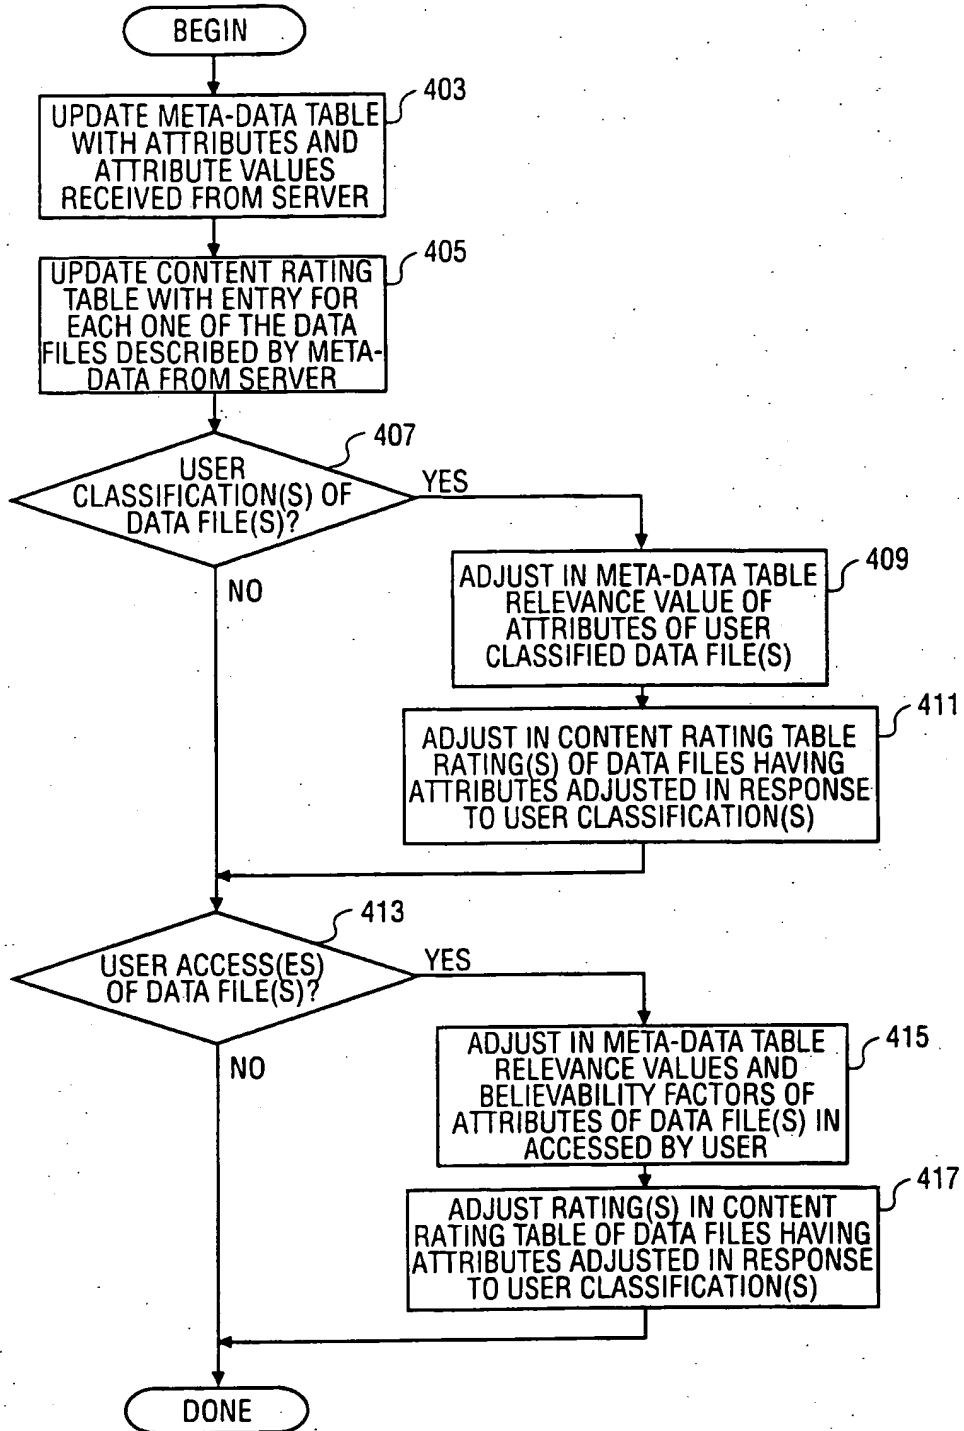 BEGIN
403
UPDATE META-DATA TABLE
WITH ATTRIBUTES AND
ATTRIBUTE VALUES
RECEIVED FROM SERVER
405
UPDATE CONTENT RATING
TABLE WITH ENTRY FOR
EACH ONE OF THE DATA
FILES DESCRIBED BY META-
DATA FROM SERVER
407
USER
CLASSIFICATION(S) OF
DATA FILE(S)?
YES
NO
409
ADJUST IN META-DATA TABLE
RELEVANCE VALUE OF
ATTRIBUTES OF USER
CLASSIFIED DATA FILE(S)
411
ADJUST IN CONTENT RATING TABLE
RATING(S) OF DATA FILES HAVING
ATTRIBUTES ADJUSTED IN RESPONSE
TO USER CLASSIFICATION(S)
413
USER ACCESS(ES)
OF DATA FILE(S)?
YES
NO
415
ADJUST IN META-DATA TABLE
RELEVANCE VALUES AND
BELIEVABILITY FACTORS OF
ATTRIBUTES OF DATA FILE(S) IN
ACCESSED BY USER
417
ADJUST RATING(S) IN CONTENT
RATING TABLE OF DATA FILES HAVING
ATTRIBUTES ADJUSTED IN RESPONSE
TO USER CLASSIFICATION(S)
DONE